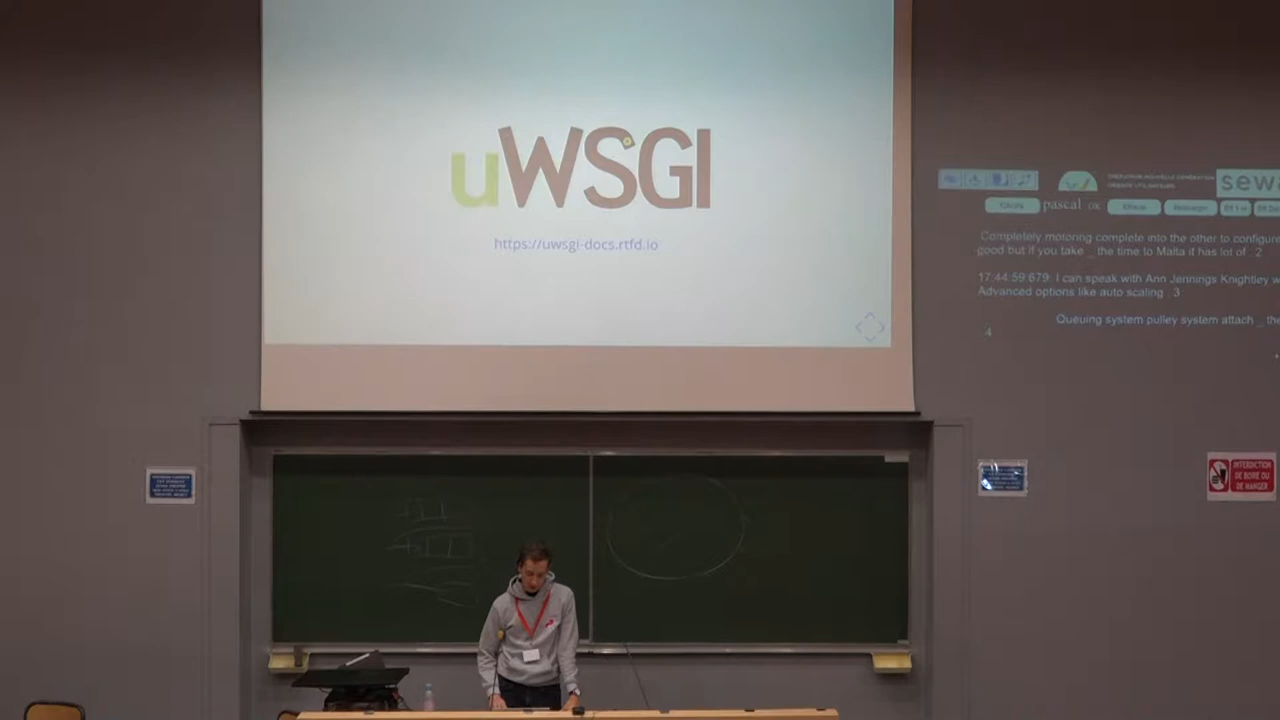 uWSGI
https://uwsgi-docs.rtfd.io
sewa
pascal
Completely motoring complete into the other to configure
good but if you take _ the time to Malta it has lot of 2
17:44:59:679 I can speak with Ann Jennings Knightley w
Advanced options like auto scaling 3
Queuing system pulley system attach _ the
4
INTERDICTION
DE BOIRE OU
DE MANGER